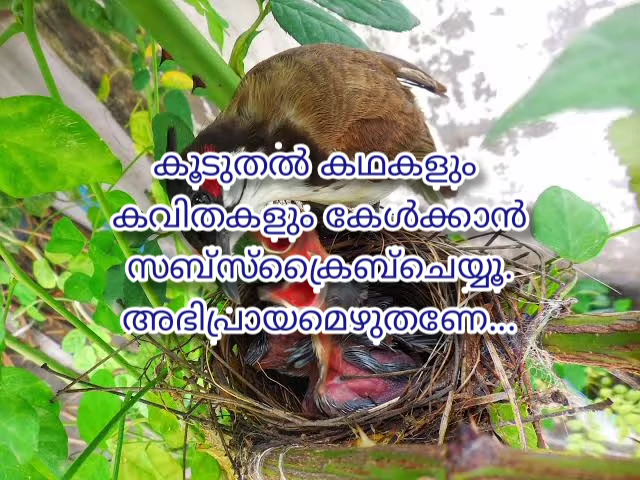 കൂടുതൽ കഥകളും
കവിതകളും കേൾക്കാൻ
സബ്സ്ക്രൈബ്ചെയ്യൂ.
അഭിപ്രായമെഴുതണേ...